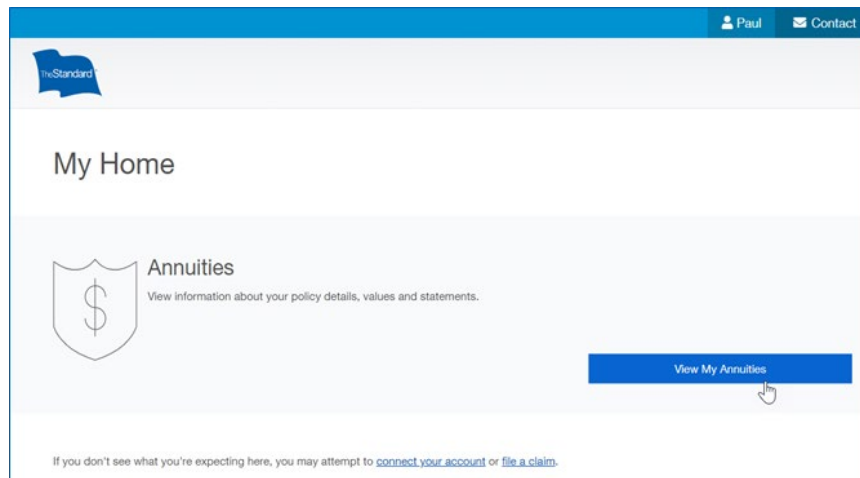 Paul Contact
TheStandard
My Home
Annuities
View information about your policy details, values and statements.
$
View My Annuities
If you don't see what you're expecting here, you may attempt to connect your account or file a claim.